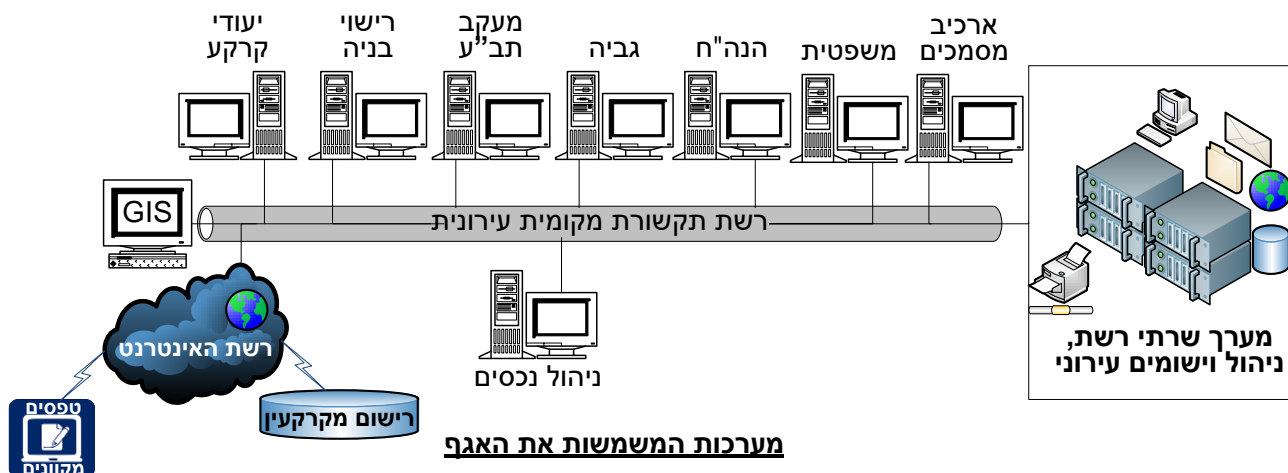 ארכיב
מסמכים
משפטית
הנה"ח
גביה
מעקב
תב"ע
רישוי
בניה
יעודי
קרקע
GIS
רשת תקשורת מקומית עירונית
רשת האינטרנט
ניהול נכסים
מערך שרתי רשת,
ניהול וישומים עירוני
רישום מקרקעין
טפסים
מקוונים
מערכות המשמשות את האגף